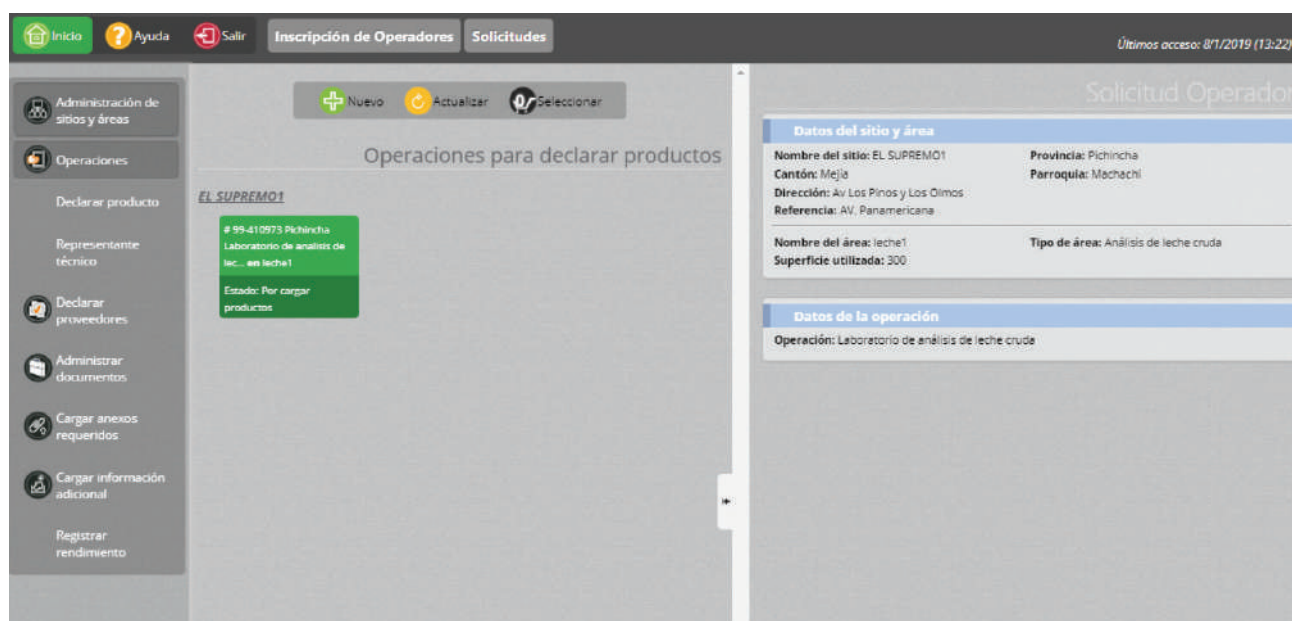 Inicio
Ayuda
Salir
Inscripción de Operadores
Solicitudes
Últimos acceso: 8/1/2019 (13:22)
Administración de
sitios y áreas
Operaciones
Declarar producto
Representante
técnico
Declarar
proveedores
Administrar
documentos
Cargar anexos
requeridos
Cargar información
adicional
Registrar
rendimiento
Nuevo
Actualizar
0
Seleccionar
Operaciones para declarar productos
EL SUPREMO1
# 99-410973 Pichincha
Laboratorio de analisis de
lec... en leche1
Estado: Por cargar
productos
Solicitud Operador
Datos del sitio y área
Nombre del sitio: EL SUPREMO1 Provincia: Pichincha
Cantón: Mejía Parroquia: Machachi
Dirección: Av Los Pinos y Los Olmos
Referencia: AV. Panamericana
Nombre del área: leche1 Tipo de área: Análisis de leche cruda
Superficie utilizada: 300
Datos de la operación
Operación: Laboratorio de análisis de leche cruda